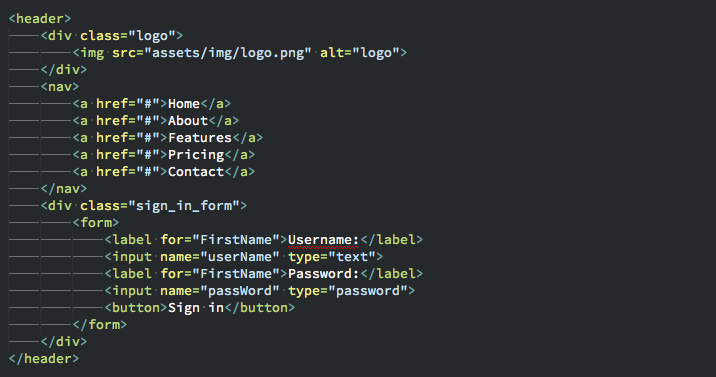 <header>
<div class="logo">
<img src="assets/img/logo.png" alt="logo">
</div>
<nav>
<a href="#">Home</a>
<a href="#">About</a>
<a href="#">Features</a>
<a href="#">Pricing</a>
<a href="#">Contact</a>
</nav>
<div class="sign_in_form">
<form>
<label for="FirstName">Username:</label>
<input name="userName" type="text">
<label for="FirstName">Password:</label>
<input name="passWord" type="password">
<button>Sign in</button>
</form>
</div>
</header>